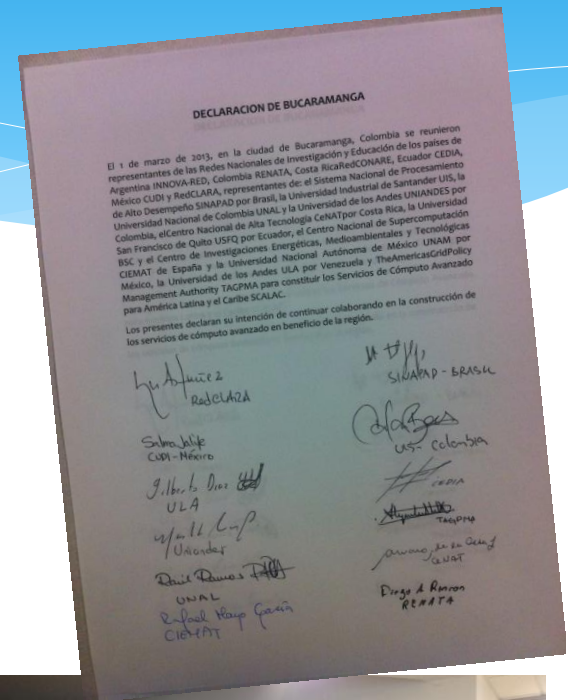 DECLARACION DE BUCARAMANGA
El 1 de marzo de 2013, en la ciudad de Bucaramanga, Colombia se reunieron
representantes de las Redes Nacionales de Investigación y Educación de los países de
Argentina INNOVA-RED, Colombia RENATA, Costa RicaRedCONARE, Ecuador CEDIA,
México CUDI y RedCLARA, representantes de: el Sistema Nacional de Procesamiento
de Alto Desempeño SINAPAD por Brasil, la Universidad Industrial de Santander UIS, la
Universidad Nacional de Colombia UNAL y la Universidad de los Andes UNIANDES por
Colombia, elCentro Nacional de Alta Tecnología CeNATpor Costa Rica, la Universidad
San Francisco de Quito USFQ por Ecuador, el Centro Nacional de Supercomputación
BSC y el Centro de Investigaciones Energéticas, Medioambientales y Tecnológicas
CIEMAT de España y la Universidad Nacional Autónoma de México UNAM por
México, la Universidad de los Andes ULA por Venezuela y TheAmericasGridPolicy
Management Authority TAGPMA para constituir los Servicios de Cómputo Avanzado
para América Latina y el Caribe SCALAC.
Los presentes declaran su intención de continuar colaborando en la construcción de
los servicios de cómputo avanzado en beneficio de la región.
RedCLARA
SINAPAD - BRASIL
Salma Jalife
CUDI - México
UIS - Colombia
Gilberto Diaz
ULA
CEDIA
Uniandes
TAGPMA
CeNAT
Raúl Ramos
UNAL
Rafael Mayo García
CIEMAT
RENATA